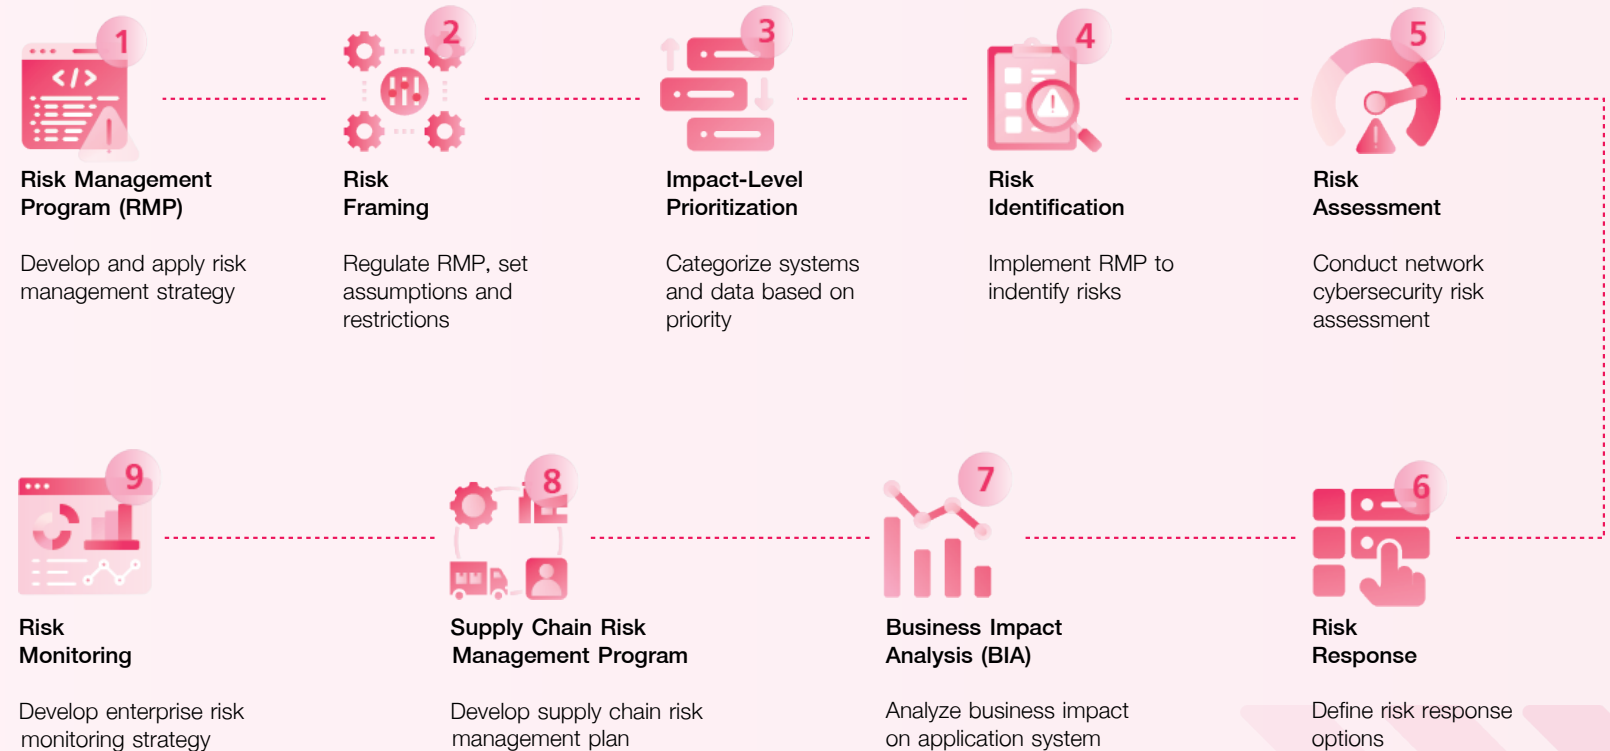 1
Risk Management
Program (RMP)
Develop and apply risk
management strategy
2
Risk
Framing
Regulate RMP, set
assumptions and
restrictions
3
Impact-Level
Prioritization
Categorize systems
and data based on
priority
4
Risk
Identification
Implement RMP to
indentify risks
5
Risk
Assessment
Conduct network
cybersecurity risk
assessment
6
Risk
Response
Define risk response
options
7
Business Impact
Analysis (BIA)
Analyze business impact
on application system
8
Supply Chain Risk
Management Program
Develop supply chain risk
management plan
9
Risk
Monitoring
Develop enterprise risk
monitoring strategy